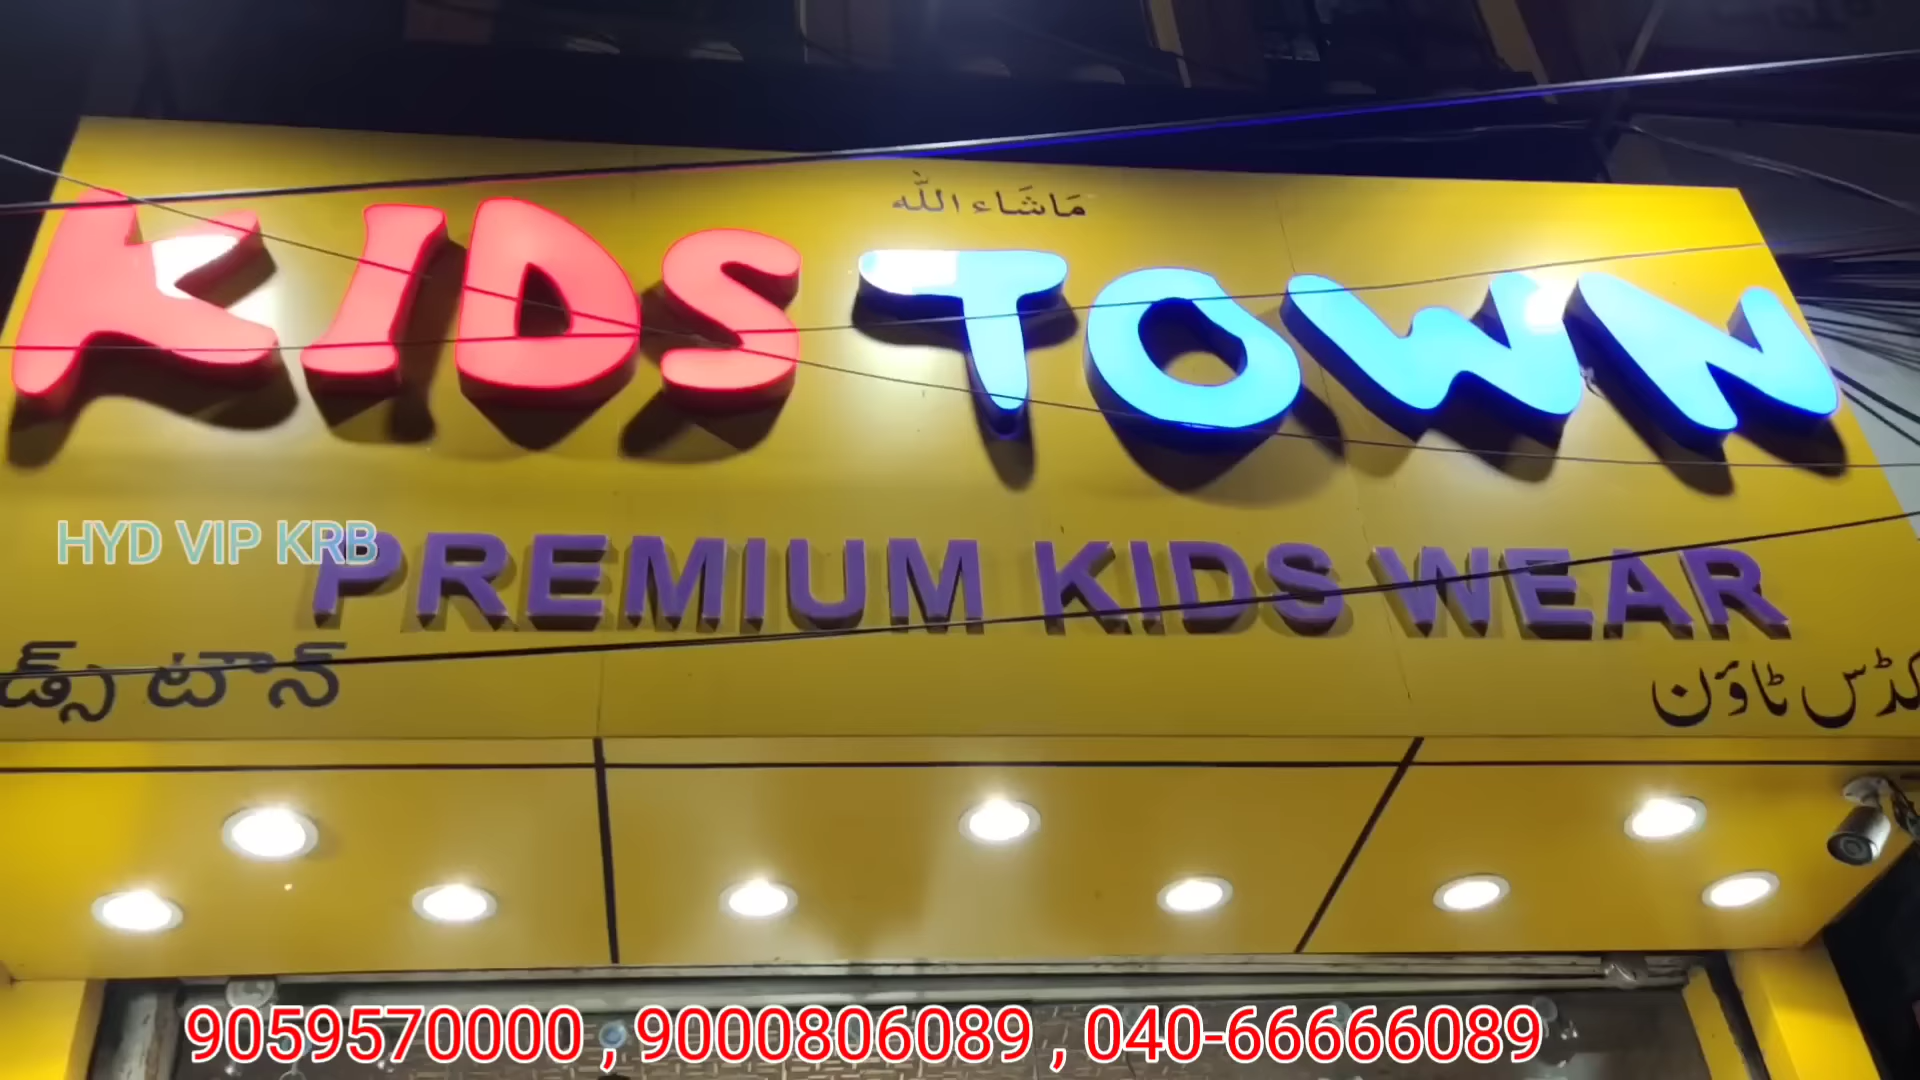 ماشاء الله
KIDS TOWN
HYD VIP KRB
PREMIUM KIDS WEAR
డ్స్ టౌన్
کڈس ٹاؤن
9059570000 , 9000806089 , 040-66666089